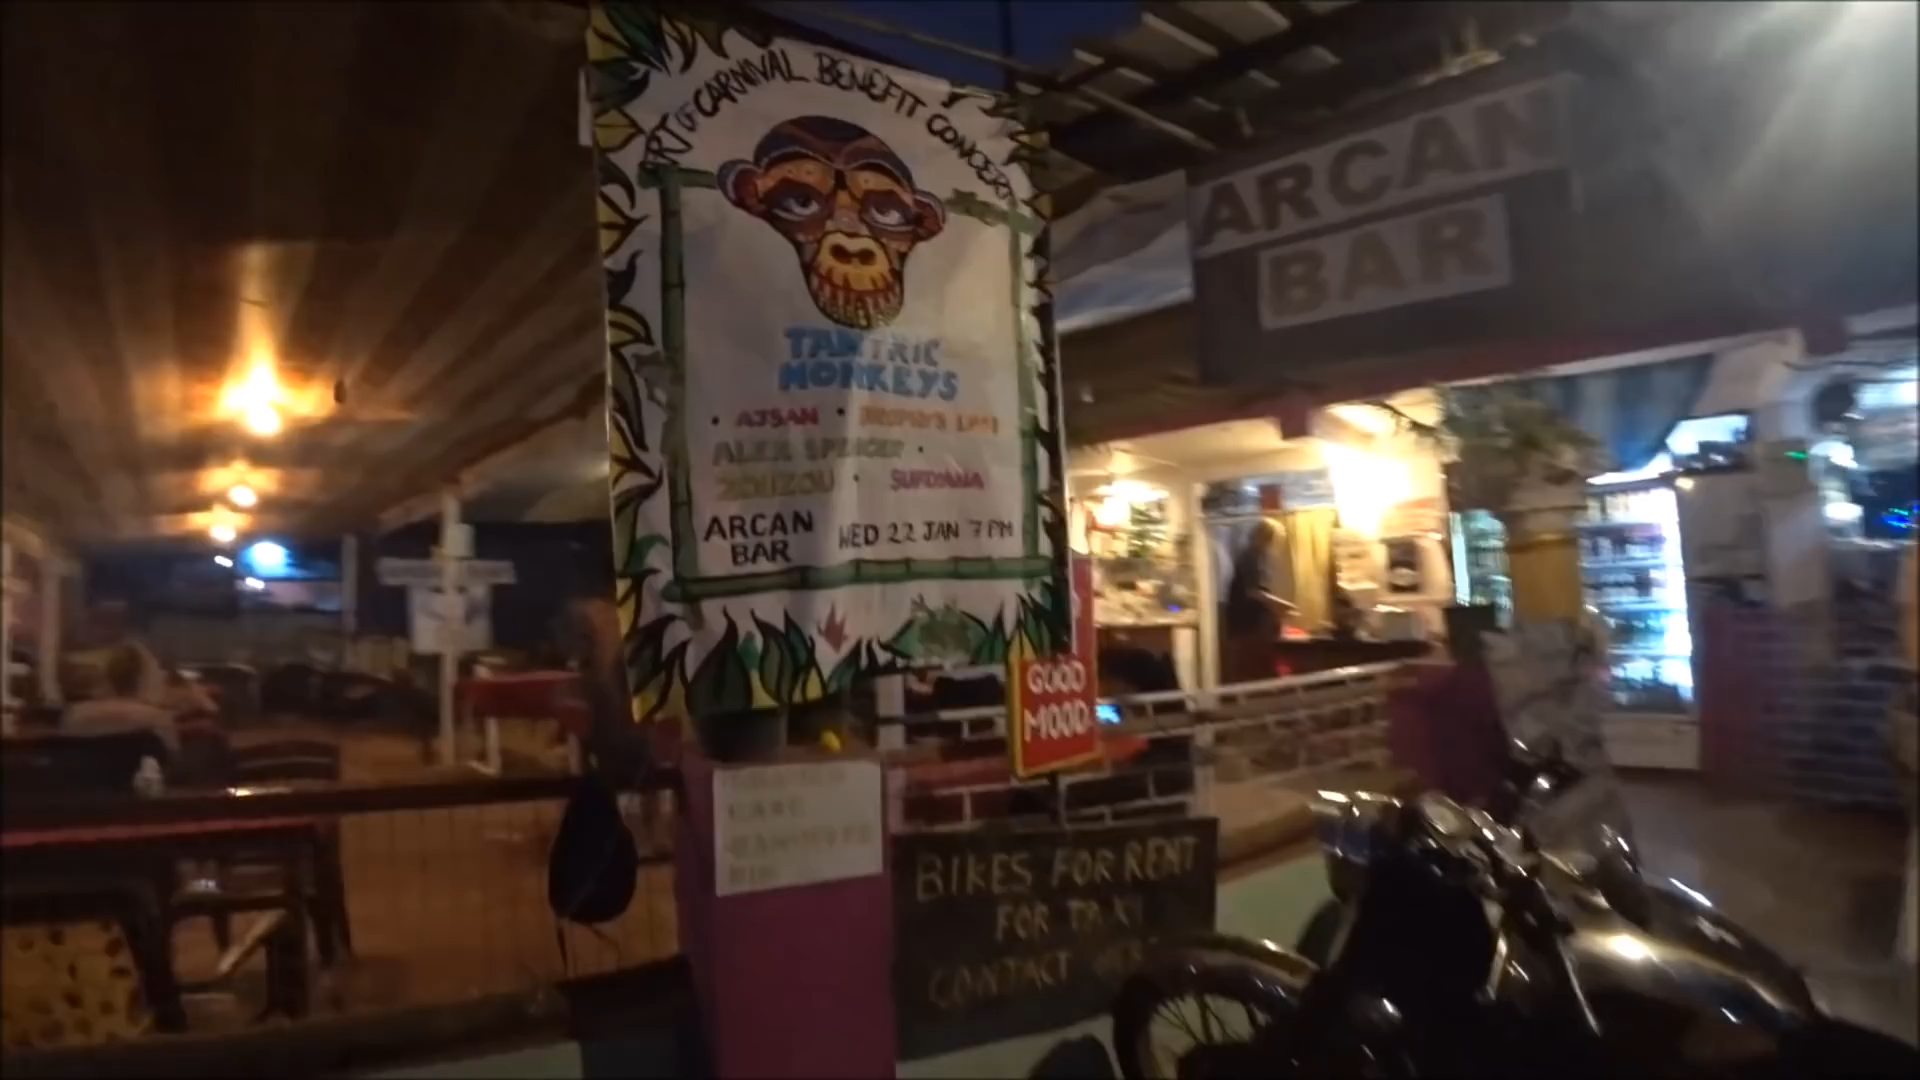 ART OF CARNIVAL BENEFIT CONCERT
TANTRIC
MONKEYS
• AJSAN •
ALEX SPENCER •
ZOUZOU •
ARCAN
BAR
WED 22 JAN 7 PM
ARCAN
BAR
GOOD
MOOD
BIKES FOR RENT
FOR TAXI
CONTACT